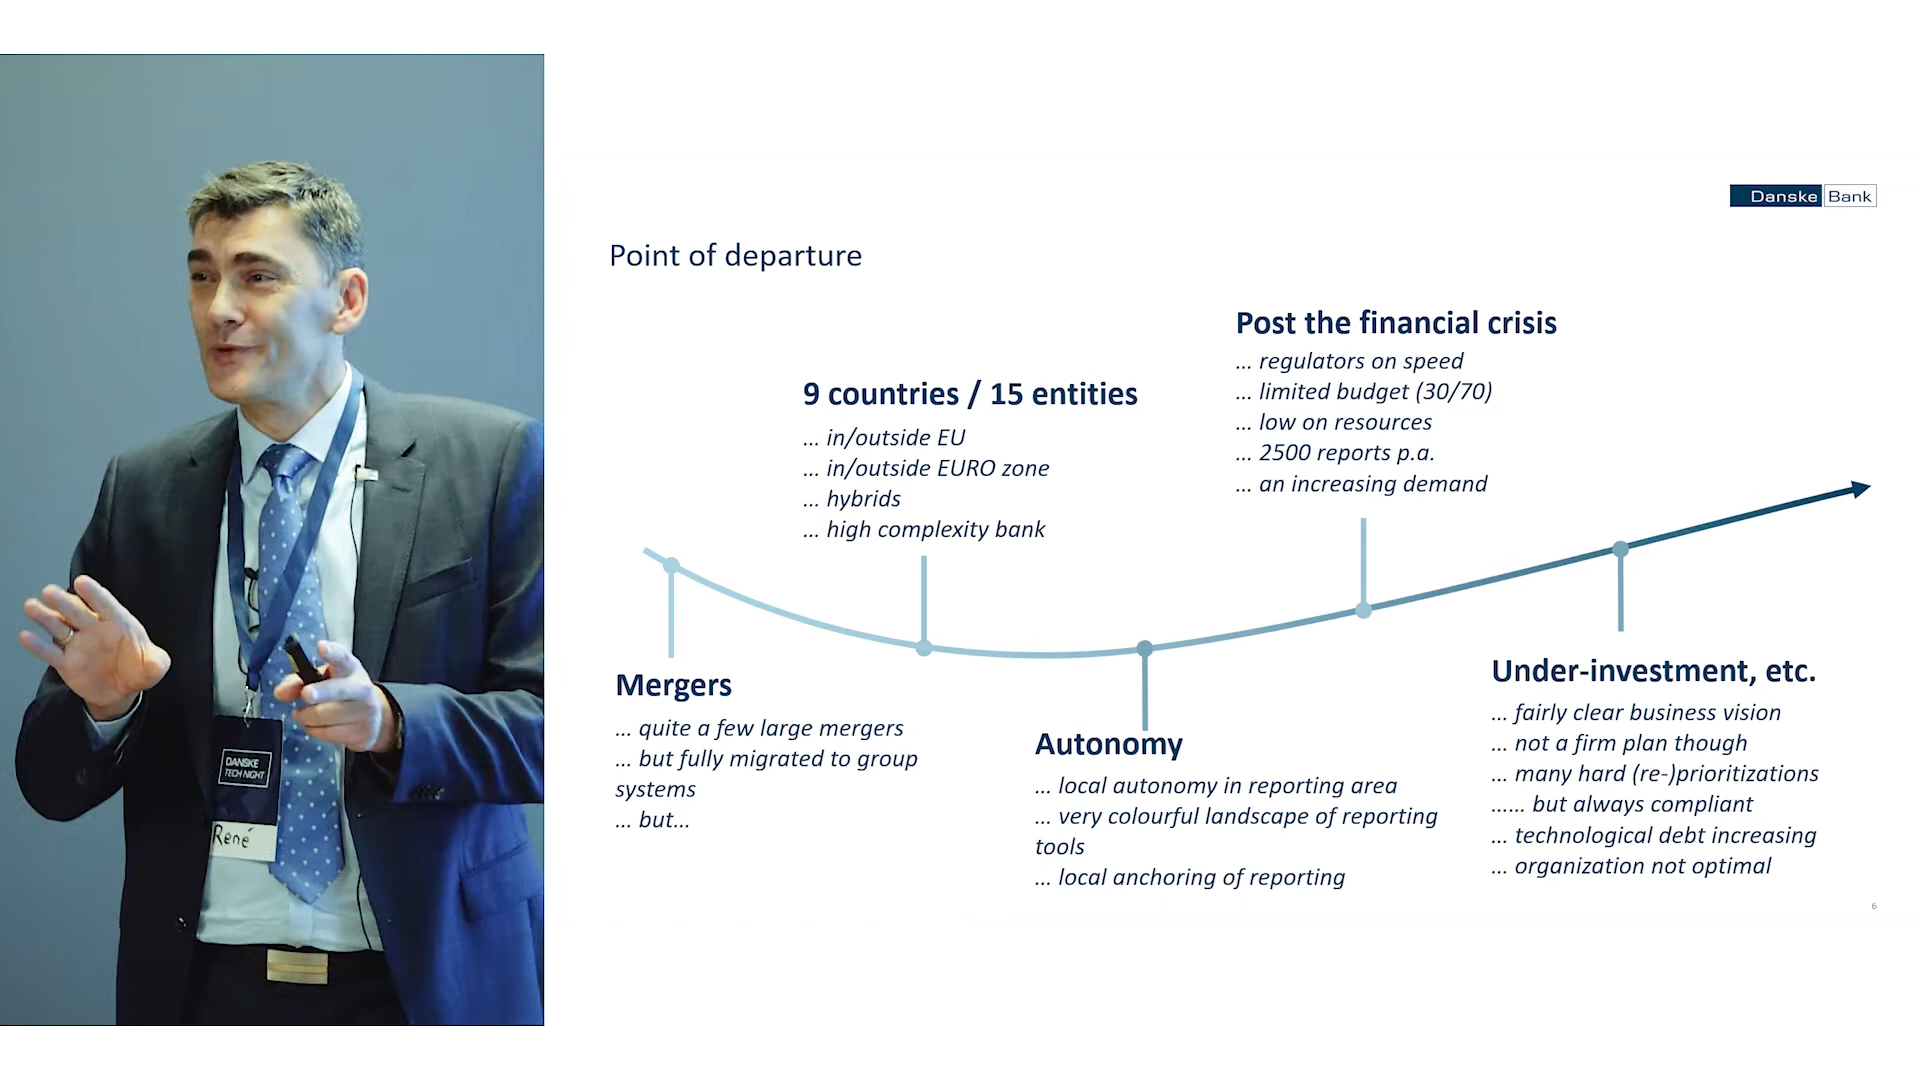 Danske Bank
Point of departure
Post the financial crisis
... regulators on speed
... limited budget (30/70)
... low on resources
... 2500 reports p.a.
... an increasing demand
9 countries / 15 entities
... in/outside EU
... in/outside EURO zone
... hybrids
... high complexity bank
Mergers
... quite a few large mergers
... but fully migrated to group
systems
... but...
Autonomy
... local autonomy in reporting area
... very colourful landscape of reporting
tools
... local anchoring of reporting
Under-investment, etc.
... fairly clear business vision
... not a firm plan though
... many hard (re-)prioritizations
...... but always compliant
... technological debt increasing
... organization not optimal
6
DANSKE
TECH NIGHT
René